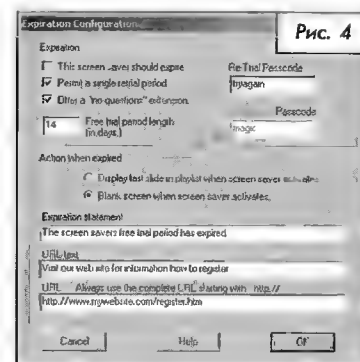 Expiration Configuration
Рис. 4
Expiration
This screen saver should expire
Re-Trial Passcode
Permit a single retrial period
tryagain
Offer a "no questions" extension.
Passcode
14
Free trial period length
(in days.)
magic
Action when expired
Display last slide in playlist when screen saver activates.
Blank screen when screen saver activates.
Expiration statement
The screen savers free trial period has expired
URL text
Visit our web site for information how to register
URL Always use the complete URL starting with http://
http://www.mywebsite.com/register.htm
Cancel
Help
OK